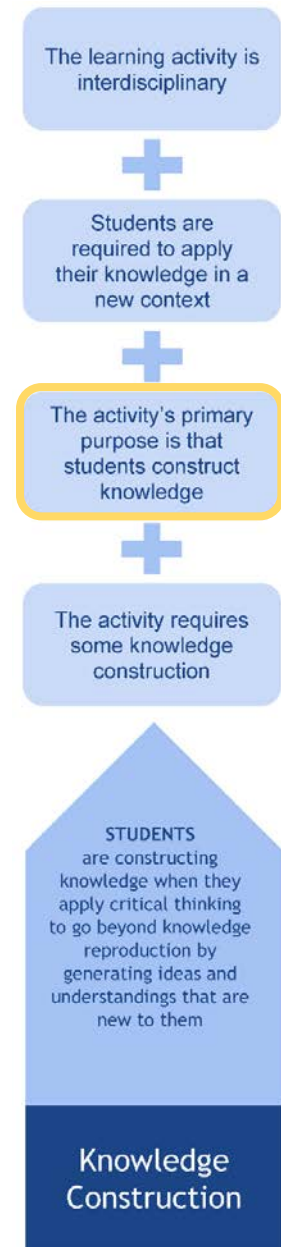 The learning activity is
interdisciplinary
Students are
required to apply
their knowledge in a
new context
The activity's primary
purpose is that
students construct
knowledge
The activity requires
some knowledge
construction
STUDENTS
are constructing
knowledge when they
apply critical thinking
to go beyond knowledge
reproduction by
generating ideas and
understandings that are
new to them
Knowledge
Construction